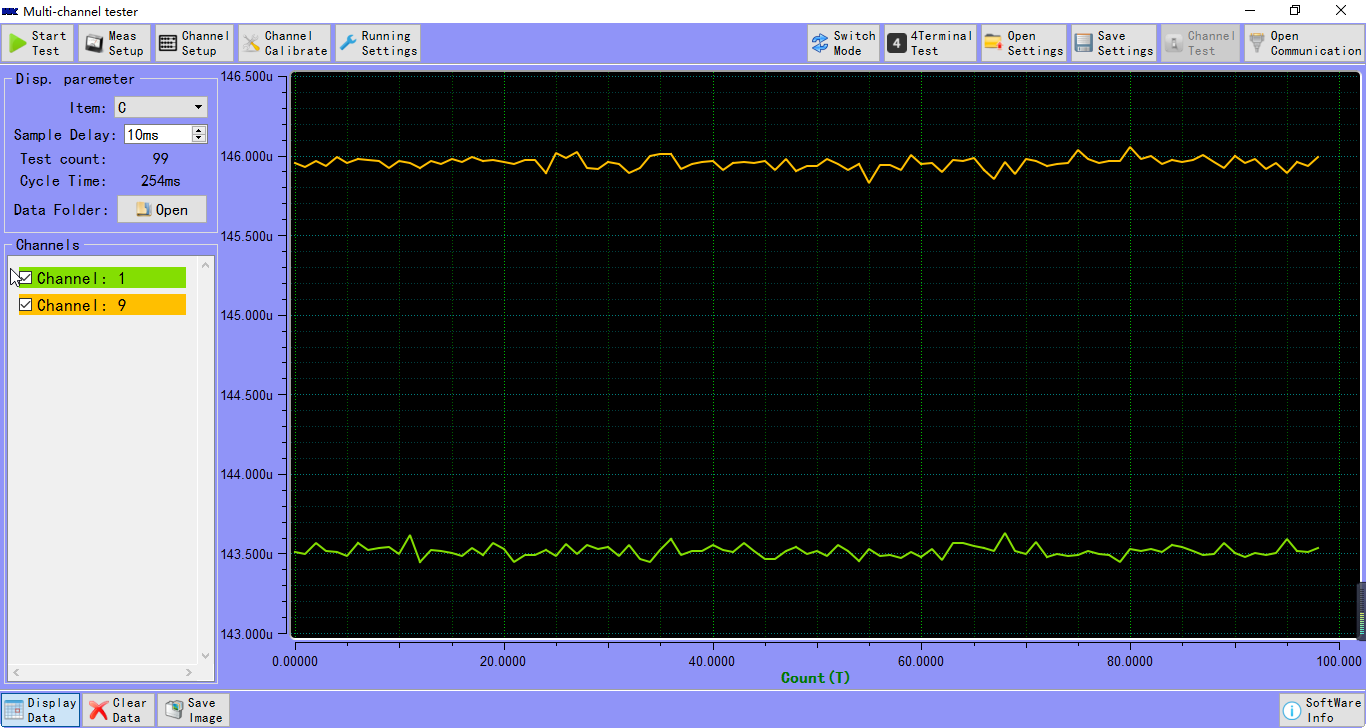 Multi-channel tester
Start
Test
Meas
Setup
Channel
Setup
Channel
Calibrate
Running
Settings
Switch
Mode
4
4Terminal
Test
Open
Settings
Save
Settings
Channel
Test
Open
Communication
Disp. paremeter
Item: C
Sample Delay: 10ms
Test count: 99
Cycle Time: 254ms
Data Folder: Open
Channels
Channel: 1
Channel: 9
146.500u
146.000u
145.500u
145.000u
144.500u
144.000u
143.500u
143.000u
0.00000 20.0000 40.0000 60.0000 80.0000 100.000
Count(T)
Display
Data
Clear
Data
Save
Image
SoftWare
Info